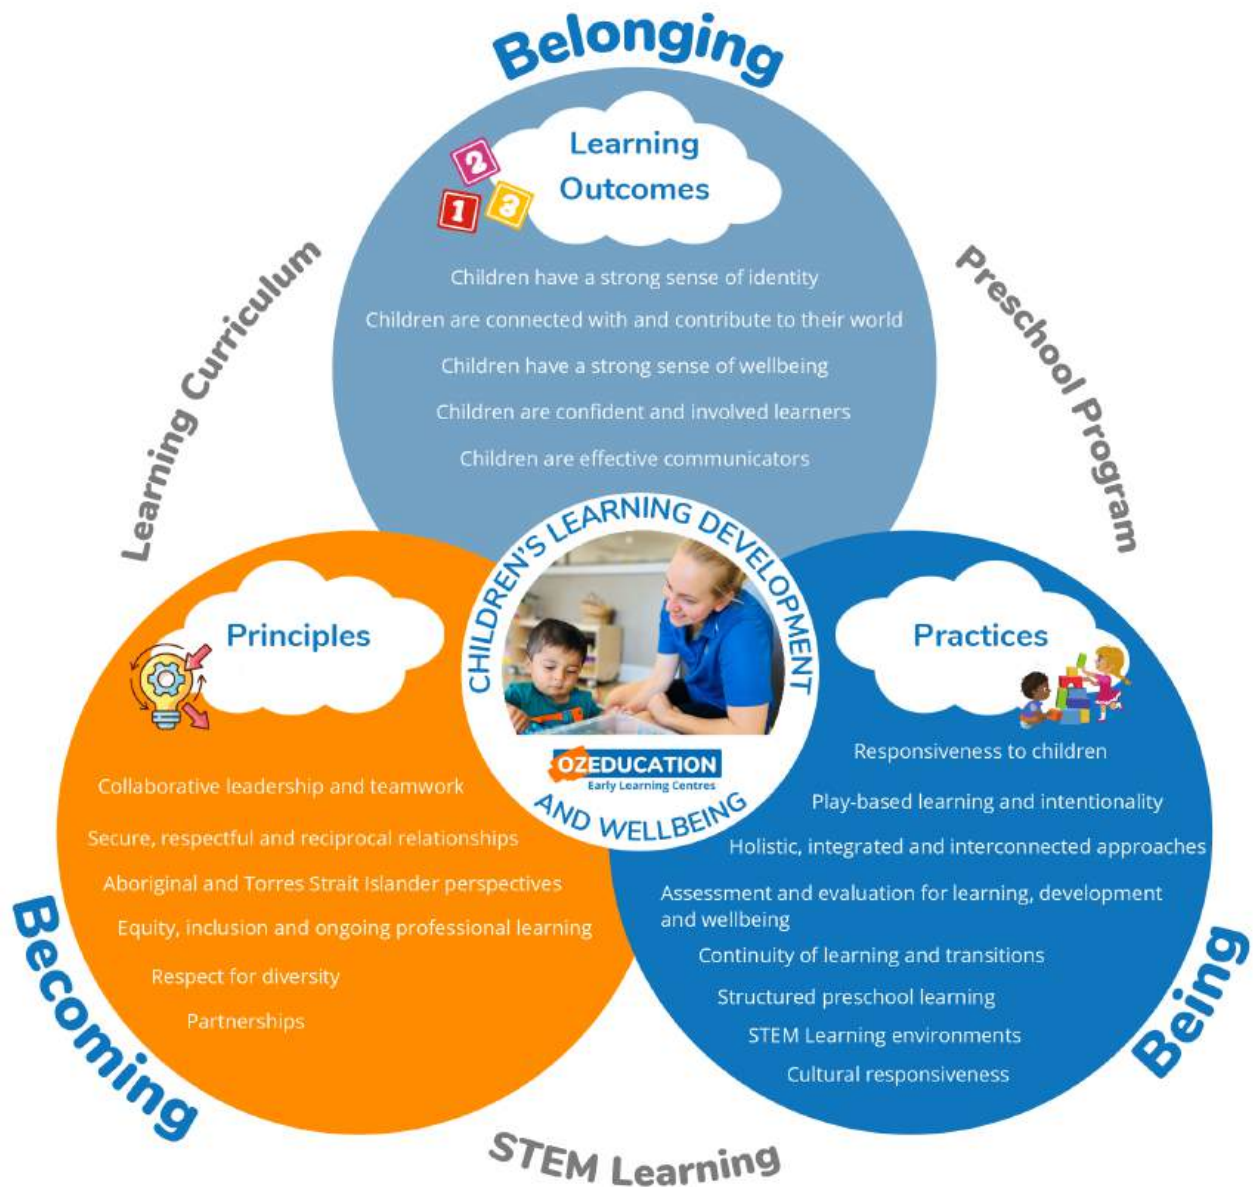 Belonging
Learning
Outcomes
2
1
3
Children have a strong sense of identity
Children are connected with and contribute to their world
Children have a strong sense of wellbeing
Children are confident and involved learners
Children are effective communicators
Learning Curriculum
Preschool Program
CHILDREN'S LEARNING DEVELOPMENT
AND WELLBEING
OZEDUCATION
Early Learning Centres
Principles
Collaborative leadership and teamwork
Secure, respectful and reciprocal relationships
Aboriginal and Torres Strait Islander perspectives
Equity, inclusion and ongoing professional learning
Respect for diversity
Partnerships
Practices
Responsiveness to children
Play-based learning and intentionality
Holistic, integrated and interconnected approaches
Assessment and evaluation for learning, development
and wellbeing
Continuity of learning and transitions
Structured preschool learning
STEM Learning environments
Cultural responsiveness
Becoming
Being
STEM Learning